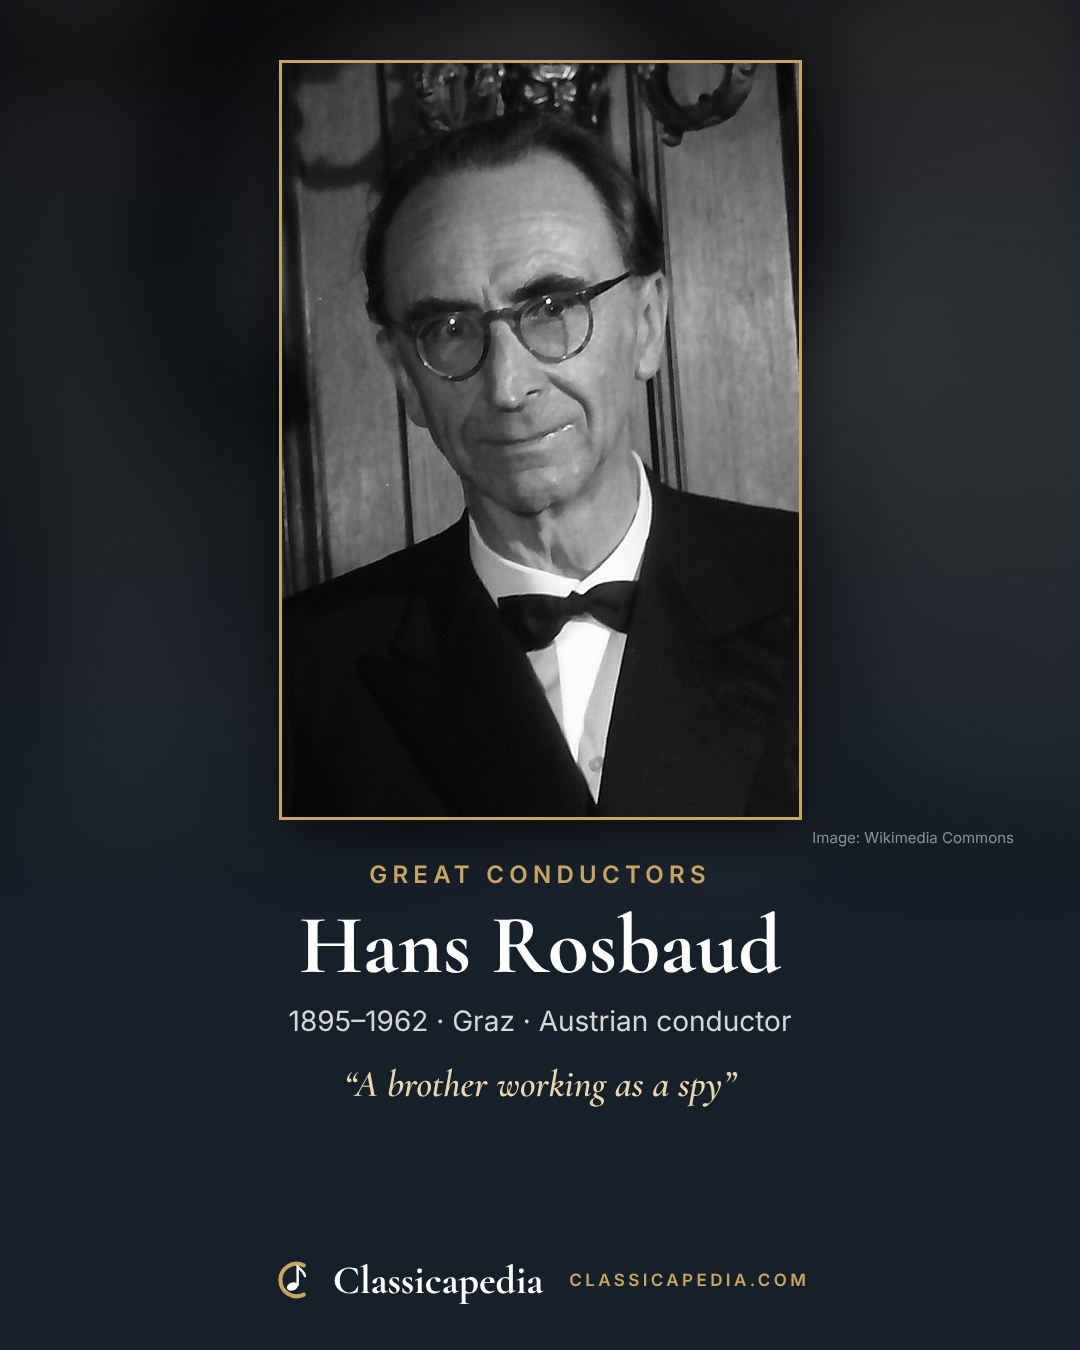 Image: Wikimedia Commons
GREAT CONDUCTORS
Hans Rosbaud
1895–1962 · Graz · Austrian conductor
“A brother working as a spy”
Classicapedia CLASSICAPEDIA.COM